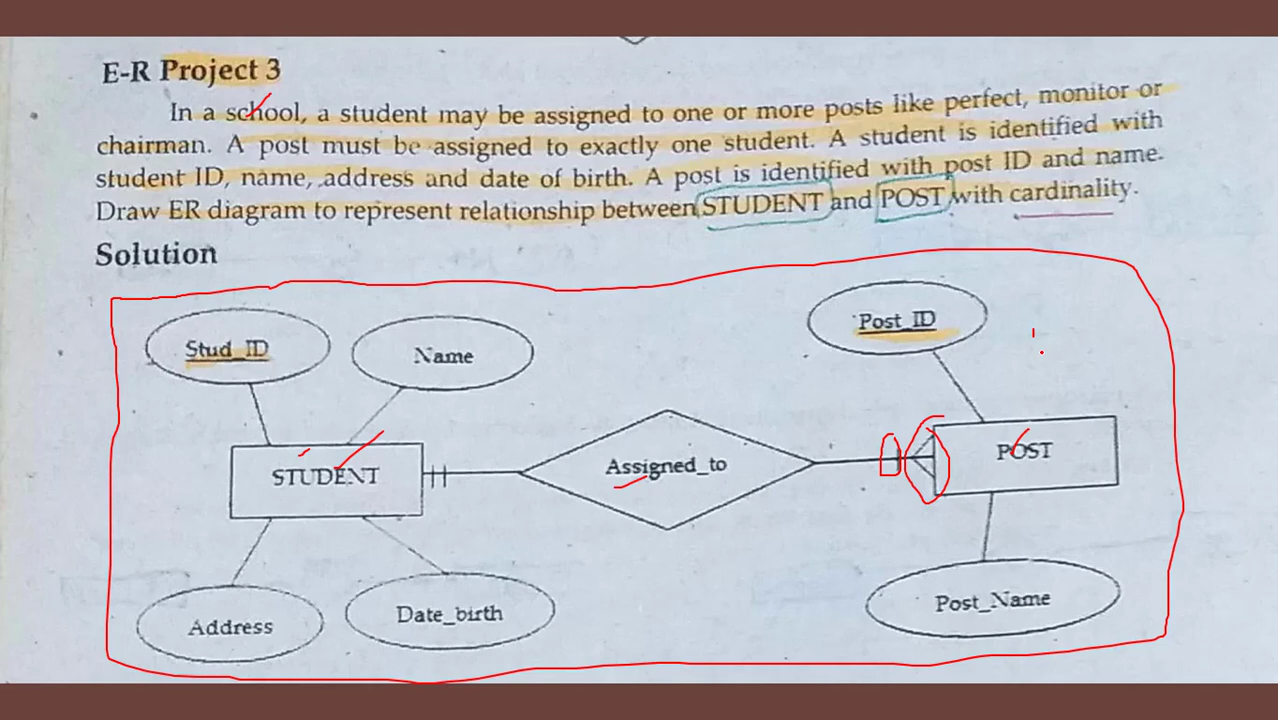 E-R Project 3
In a school, a student may be assigned to one or more posts like perfect, monitor or
chairman. A post must be assigned to exactly one student. A student is identified with
student ID, name, address and date of birth. A post is identified with post ID and name.
Draw ER diagram to represent relationship between STUDENT and POST with cardinality.
Solution
Stud_ID
Name
Post_ID
STUDENT
Assigned_to
POST
Address
Date_birth
Post_Name